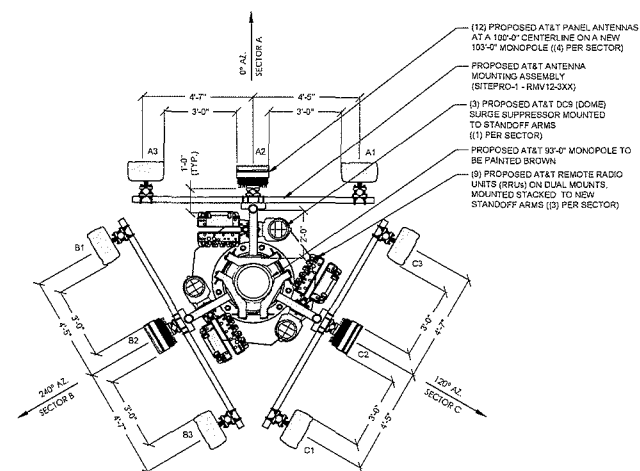 (12) PROPOSED AT&T PANEL ANTENNAS
AT A 100'-0" CENTERLINE ON A NEW
103'-0" MONOPOLE ((4) PER SECTOR)
PROPOSED AT&T ANTENNA
MOUNTING ASSEMBLY
(SITEPRO-1 - RMV12-3XX)
(3) PROPOSED AT&T DC9 (DOME)
SURGE SUPPRESSOR MOUNTED
TO STANDOFF ARMS
((1) PER SECTOR)
PROPOSED AT&T 93'-0" MONOPOLE TO
BE PAINTED BROWN
(9) PROPOSED AT&T REMOTE RADIO
UNITS (RRUs) ON DUAL MOUNTS,
MOUNTED STACKED TO NEW
STANDOFF ARMS ((3) PER SECTOR)
0° AZ.
SECTOR A
4'-7"
4'-5"
3'-0"
3'-0"
A3
A2
A1
1'-0"
(TYP.)
2'-0"
B1
C3
3'-0"
4'-5"
B2
3'-0"
4'-7"
C2
240° AZ.
SECTOR B
120° AZ.
SECTOR C
3'-0"
4'-7"
B3
3'-0"
4'-5"
C1